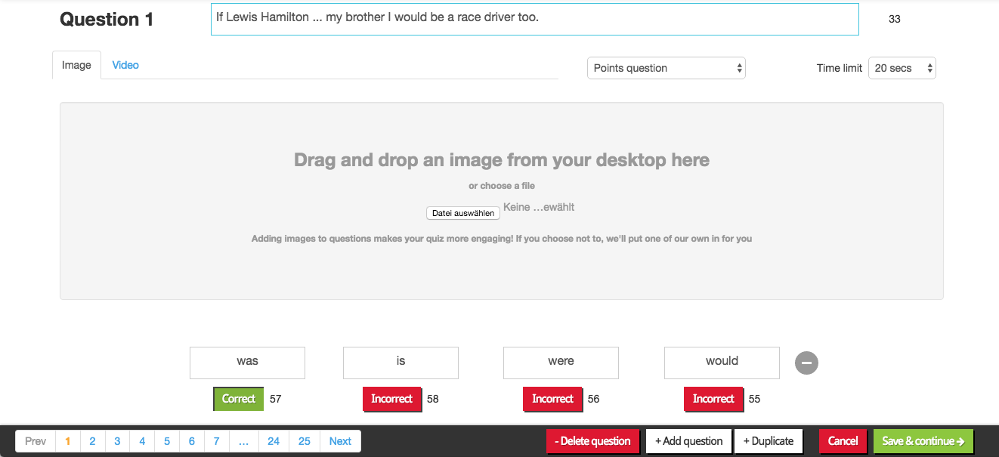 Question 1
If Lewis Hamilton ... my brother I would be a race driver too.
33
Image
Video
Points question
Time limit
20 secs
Drag and drop an image from your desktop here
or choose a file
Datei auswählen Keine …ewählt
Adding images to questions makes your quiz more engaging! If you choose not to, we'll put one of our own in for you
was
is
were
would
Correct 57
Incorrect 58
Incorrect 56
Incorrect 55
Prev 1 2 3 4 5 6 7 ... 24 25 Next
- Delete question
+ Add question
+ Duplicate
Cancel
Save & continue